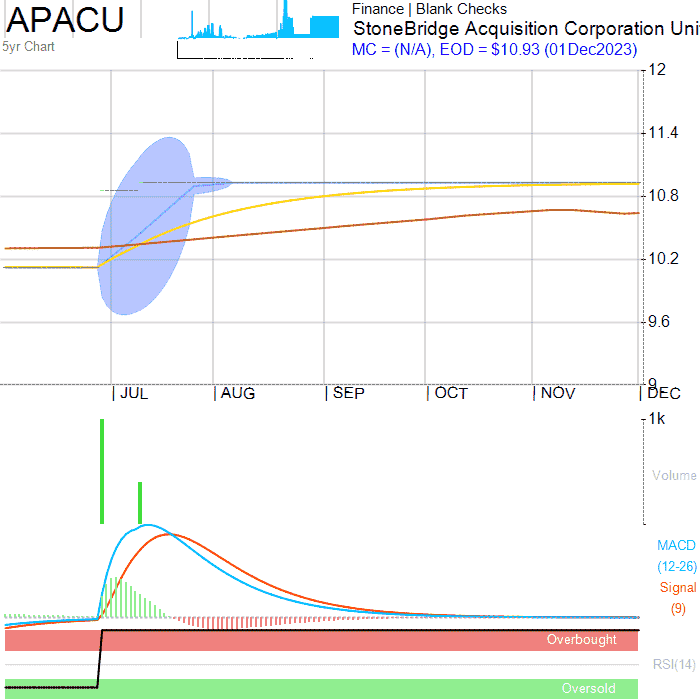 APACU
5yr Chart
Finance | Blank Checks
StoneBridge Acquisition Corporation Uni
MC = (N/A), EOD = $10.93 (01Dec2023)
12
11.4
10.8
10.2
9.6
9
JUL AUG SEP OCT NOV DEC
1k
Volume
MACD
(12-26)
Signal
(9)
Overbought
RSI(14)
Oversold